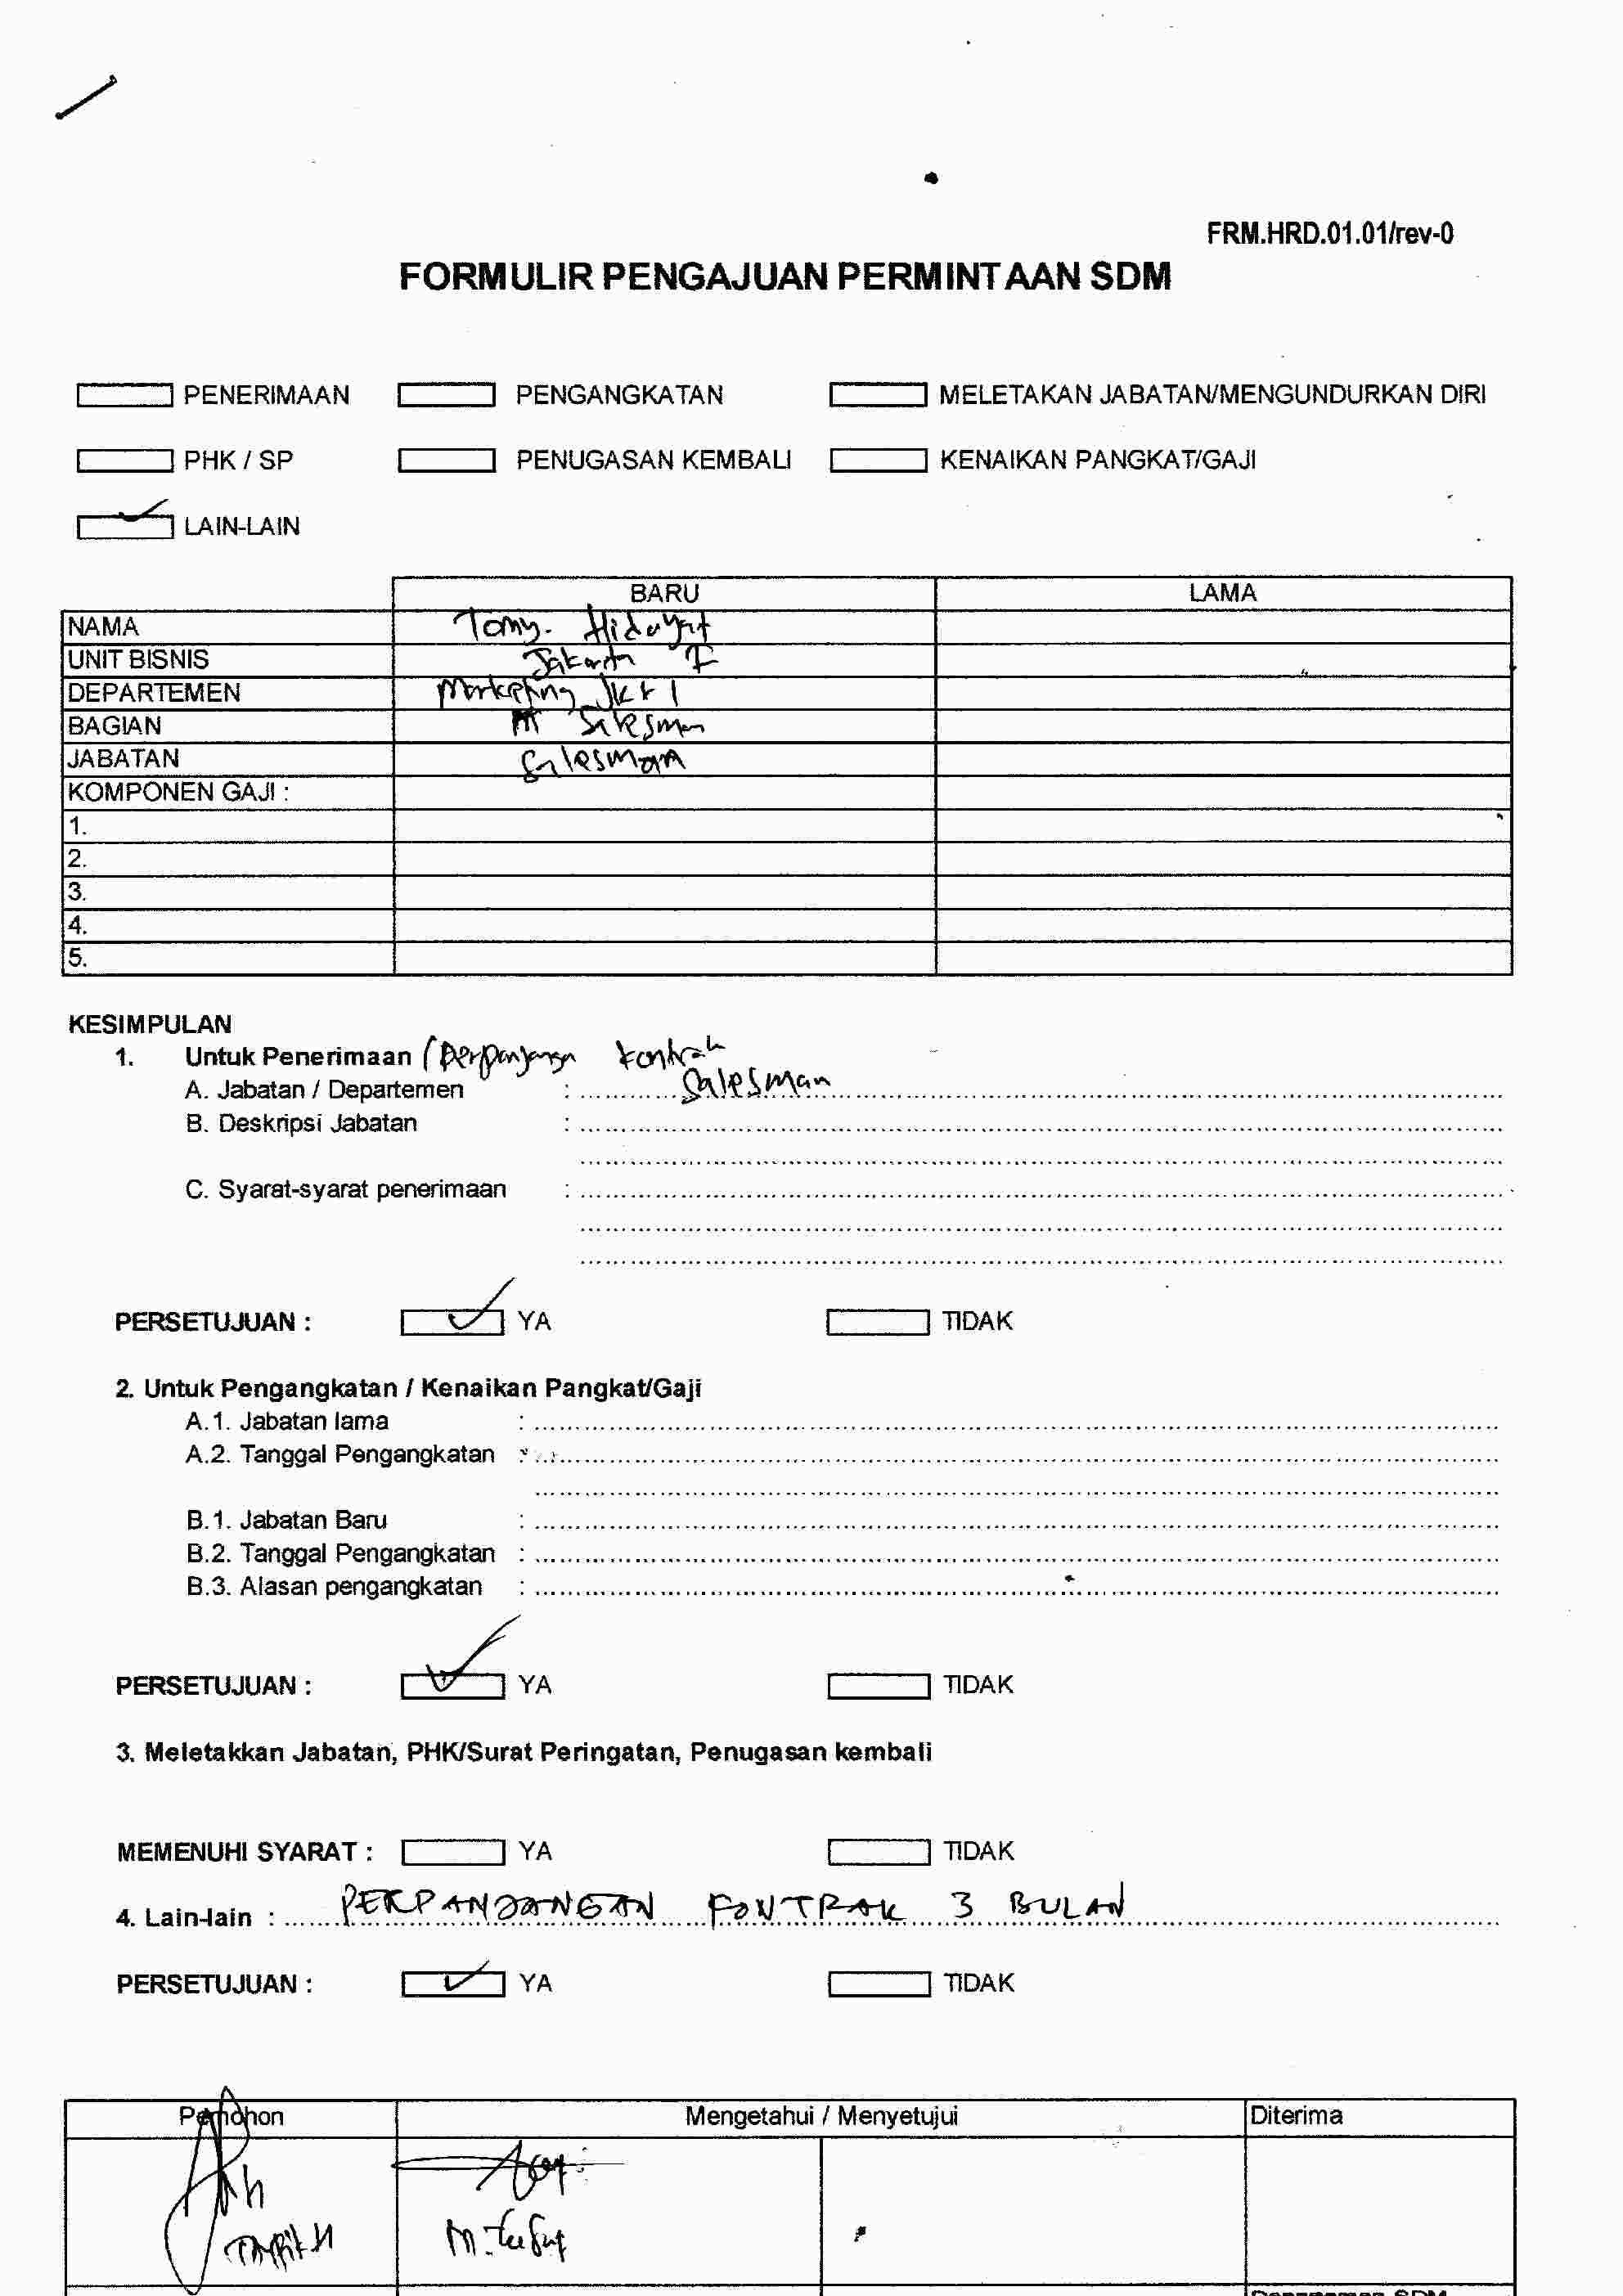 FRM.HRD.01.01/rev-0
FORMULIR PENGAJUAN PERMINTAAN SDM
PENERIMAAN PENGANGKATAN MELETAKAN JABATAN/MENGUNDURKAN DIRI
PHK / SP PENUGASAN KEMBALI KENAIKAN PANGKAT/GAJI
LAIN-LAIN
BARU LAMA
NAMA Tomy. Hidayat
UNIT BISNIS Jakarta I
DEPARTEMEN Marketing Jkt 1
BAGIAN Salesman
JABATAN Salesman
KOMPONEN GAJI :
1.
2.
3.
4.
5.
KESIMPULAN
1. Untuk Penerimaan / Perpanjangan kontrak
A. Jabatan / Departemen : Salesman
B. Deskripsi Jabatan :
C. Syarat-syarat penerimaan :
PERSETUJUAN : YA TIDAK
2. Untuk Pengangkatan / Kenaikan Pangkat/Gaji
A.1. Jabatan lama :
A.2. Tanggal Pengangkatan :
B.1. Jabatan Baru :
B.2. Tanggal Pengangkatan :
B.3. Alasan pengangkatan :
PERSETUJUAN : YA TIDAK
3. Meletakkan Jabatan, PHK/Surat Peringatan, Penugasan kembali
MEMENUHI SYARAT : YA TIDAK
4. Lain-lain : PERPANJANGAN KONTRAK 3 BULAN
PERSETUJUAN : YA TIDAK
Pemohon Mengetahui / Menyetujui Diterima